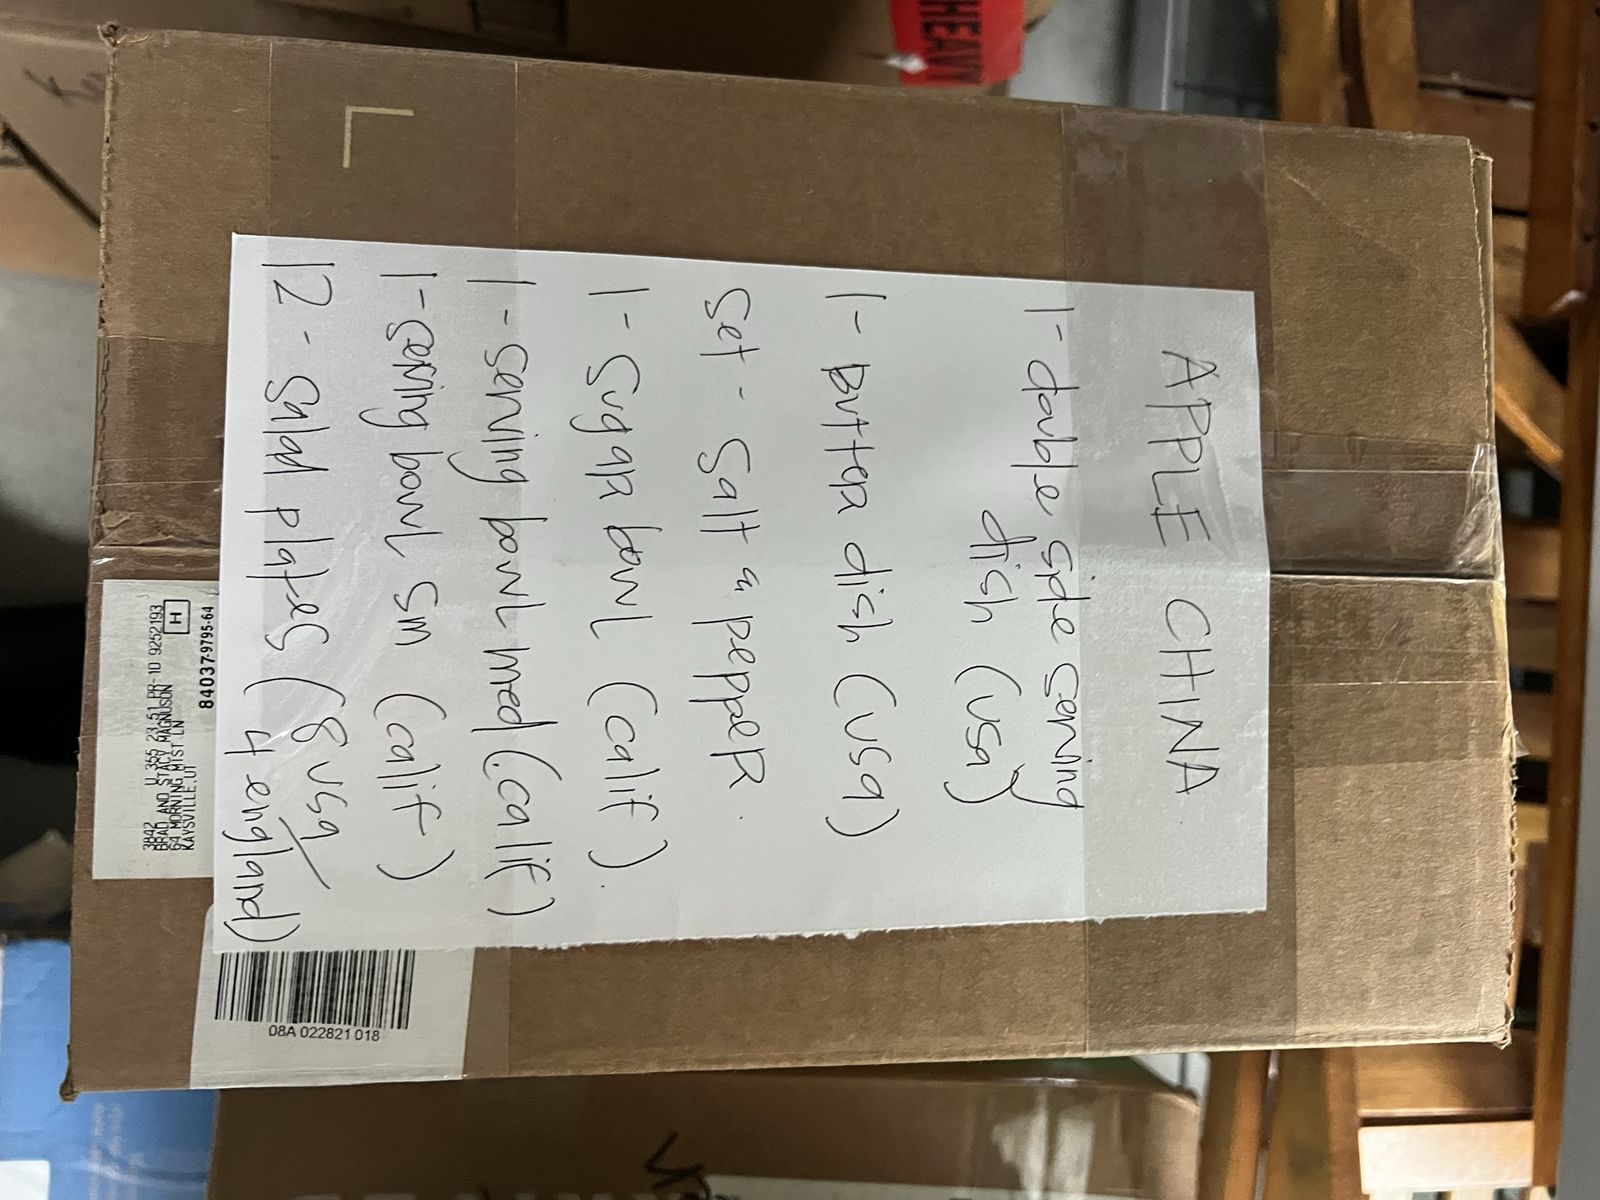 APPLE CHINA
1- double side serving
dish (USA)
1- Butter dish (USA)
Set - Salt & pepper.
1 - Sugar bowl (Calif).
1 - Serving bowl med (Calif)
1- Serving bowl Sm (Calif)
12 - Salad plates (8 USA/
4 england)
3842 U 355 23 51 PR-10 9252193
BRAD AND STACY MAGNUSON
64 MORNING MIST LN
KAYSVILLE.UT
H
84037-9795-64
08A 022821 018
HEAVY